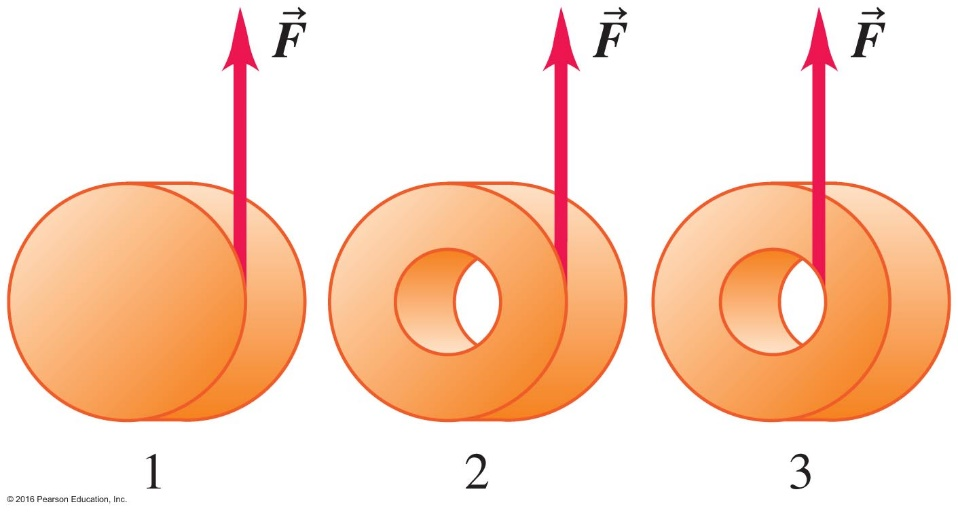 F⃗ F⃗ F⃗
1 2 3
© 2016 Pearson Education, Inc.